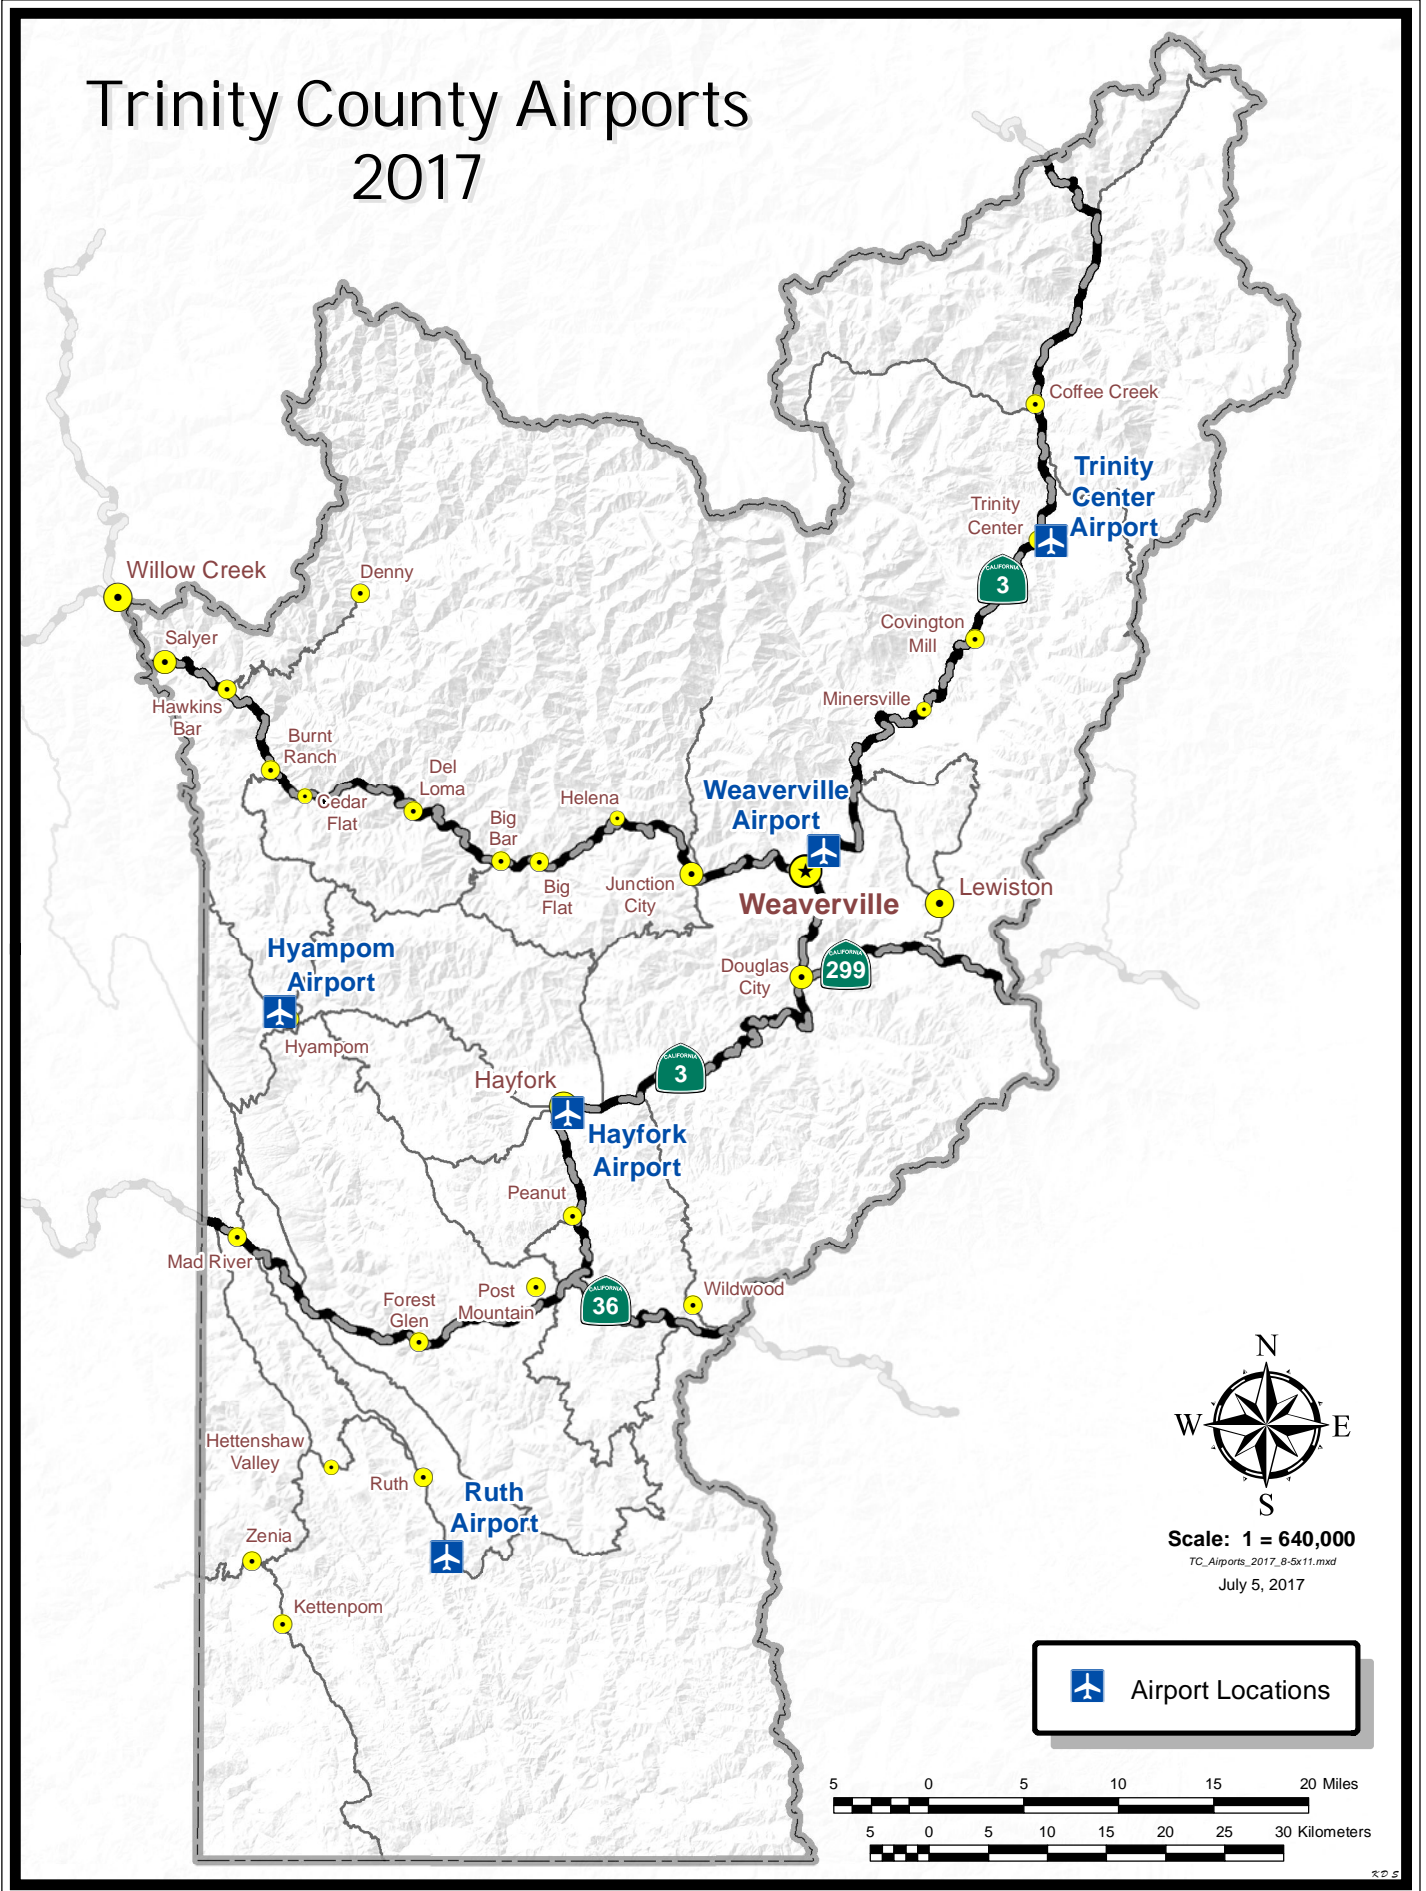 Trinity County Airports
2017
Coffee Creek
Trinity
Center
Airport
Trinity
Center
CALIFORNIA
3
Willow Creek
Denny
Salyer
Covington
Mill
Hawkins
Bar
Minersville
Burnt
Ranch
Del
Loma
Cedar
Flat
Weaverville
Airport
Helena
Big
Bar
Big
Flat
Junction
City
Weaverville
Lewiston
Hyampom
Airport
Douglas
City
CALIFORNIA
299
Hyampom
CALIFORNIA
3
Hayfork
Hayfork
Airport
Peanut
Mad River
Post
Mountain
CALIFORNIA
36
Wildwood
Forest
Glen
N
W
E
S
Hettenshaw
Valley
Ruth
Ruth
Airport
Zenia
Kettenpom
Scale: 1 = 640,000
TC_Airports_2017_8-5x11.mxd
July 5, 2017
Airport Locations
5 0 5 10 15 20 Miles
5 0 5 10 15 20 25 30 Kilometers
K D S